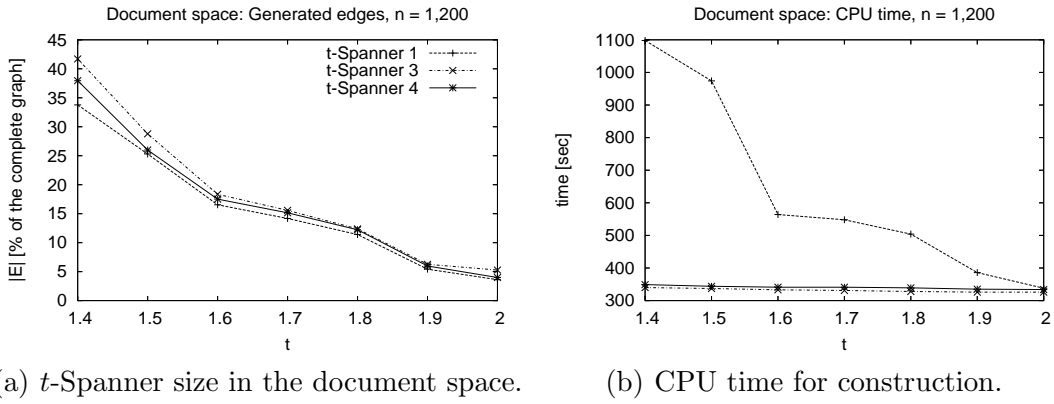 Document space: Generated edges, n = 1,200
|E| [% of the complete graph]
45
40
35
30
25
20
15
10
5
0
t-Spanner 1
t-Spanner 3
t-Spanner 4
1.4 1.5 1.6 1.7 1.8 1.9 2
t
a) t-Spanner size in the document space.
Document space: CPU time, n = 1,200
time [sec]
1100
1000
900
800
700
600
500
400
300
1.4 1.5 1.6 1.7 1.8 1.9 2
t
(b) CPU time for construction.